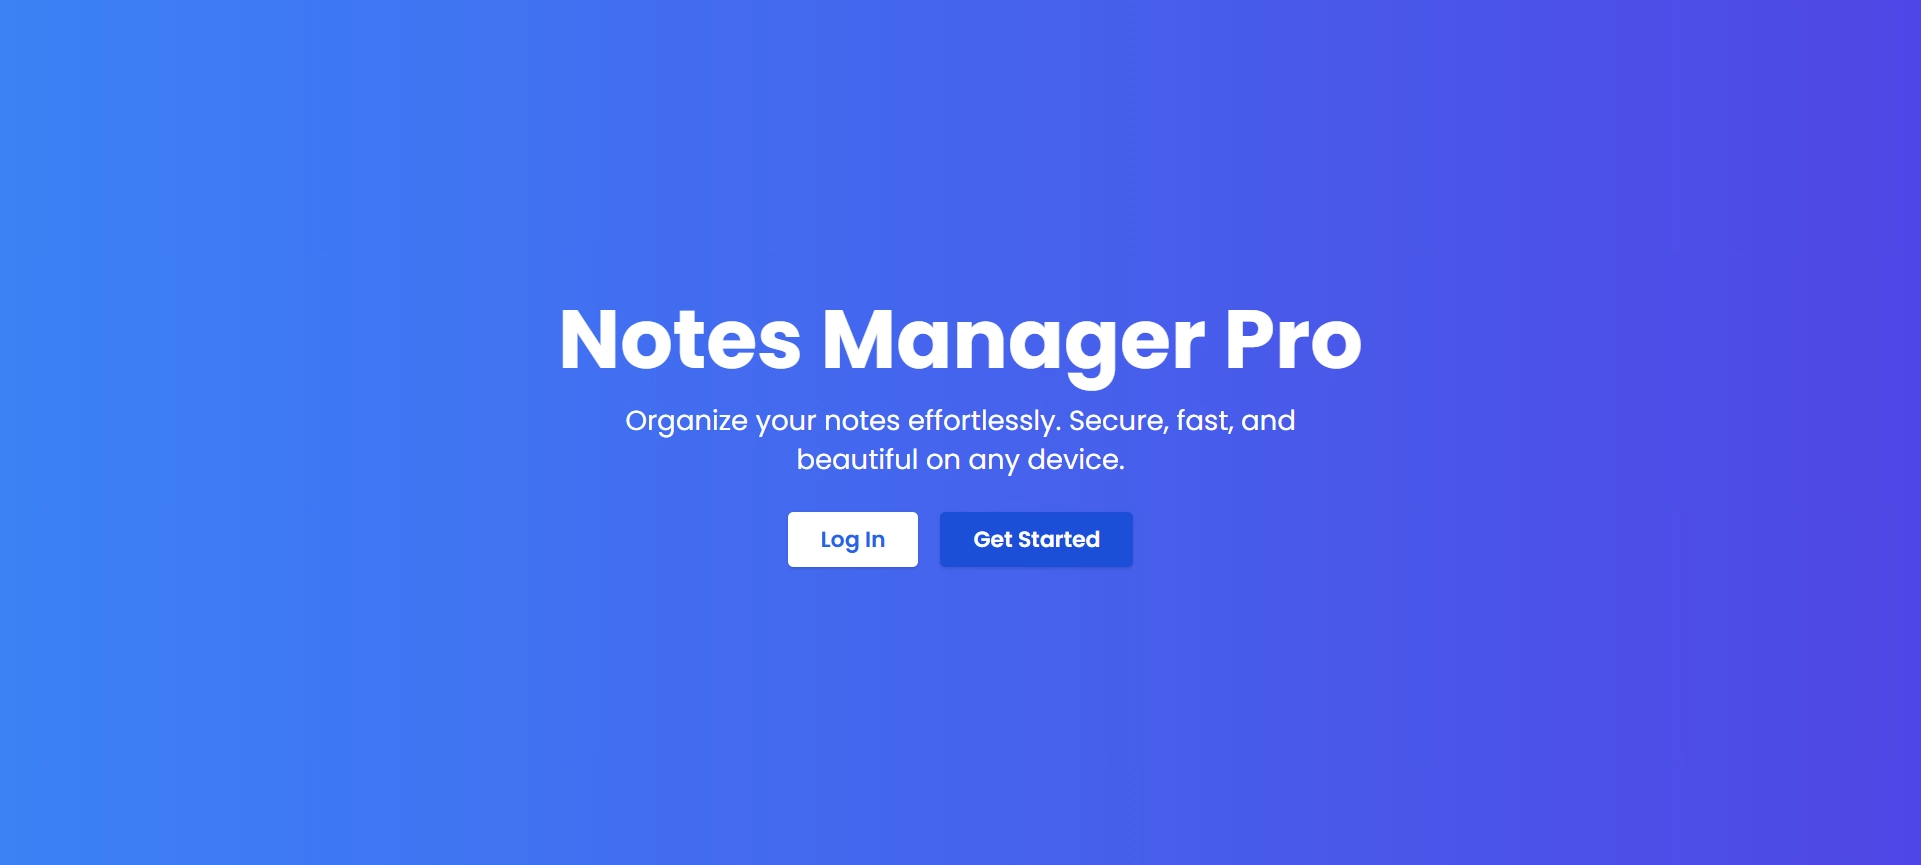 Notes Manager Pro
Organize your notes effortlessly. Secure, fast, and
beautiful on any device.
Log In
Get Started